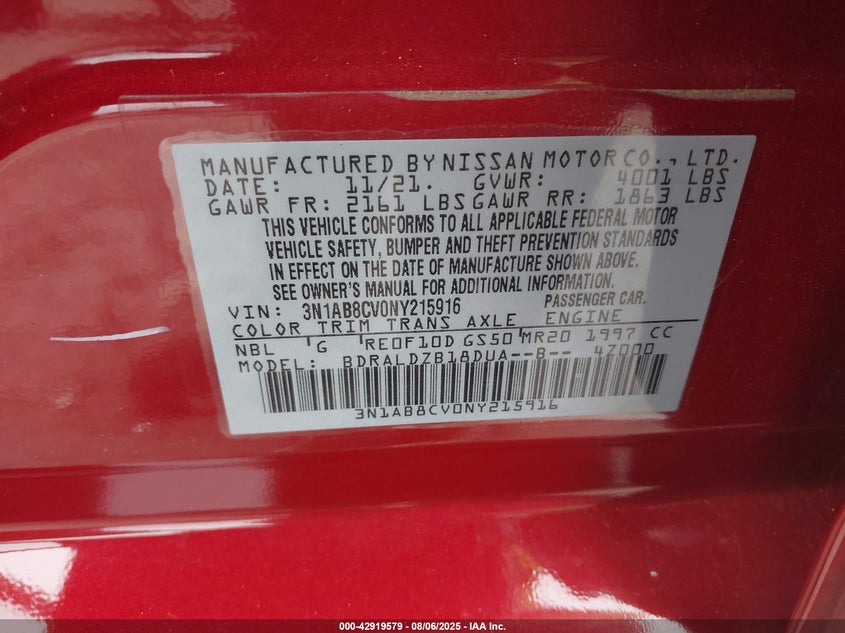 MANUFACTURED BY NISSAN MOTOR CO., LTD.
DATE: 11/21. GVWR: 4001 LBS
GAWR FR: 2161 LBS GAWR RR: 1863 LBS
THIS VEHICLE CONFORMS TO ALL APPLICABLE FEDERAL MOTOR
VEHICLE SAFETY, BUMPER AND THEFT PREVENTION STANDARDS
IN EFFECT ON THE DATE OF MANUFACTURE SHOWN ABOVE.
SEE OWNER'S MANUAL FOR ADDITIONAL INFORMATION.
VIN: 3N1AB8CV0NY215916 PASSENGER CAR.
COLOR TRIM TRANS AXLE ENGINE
NBL G RE0F10D GS50 MR20 1997 CC
MODEL: BDRALDZB18DUA--B-- 4Z000
3N1AB8CV0NY215916
000-42919579 - 08/06/2025 - IAA Inc.